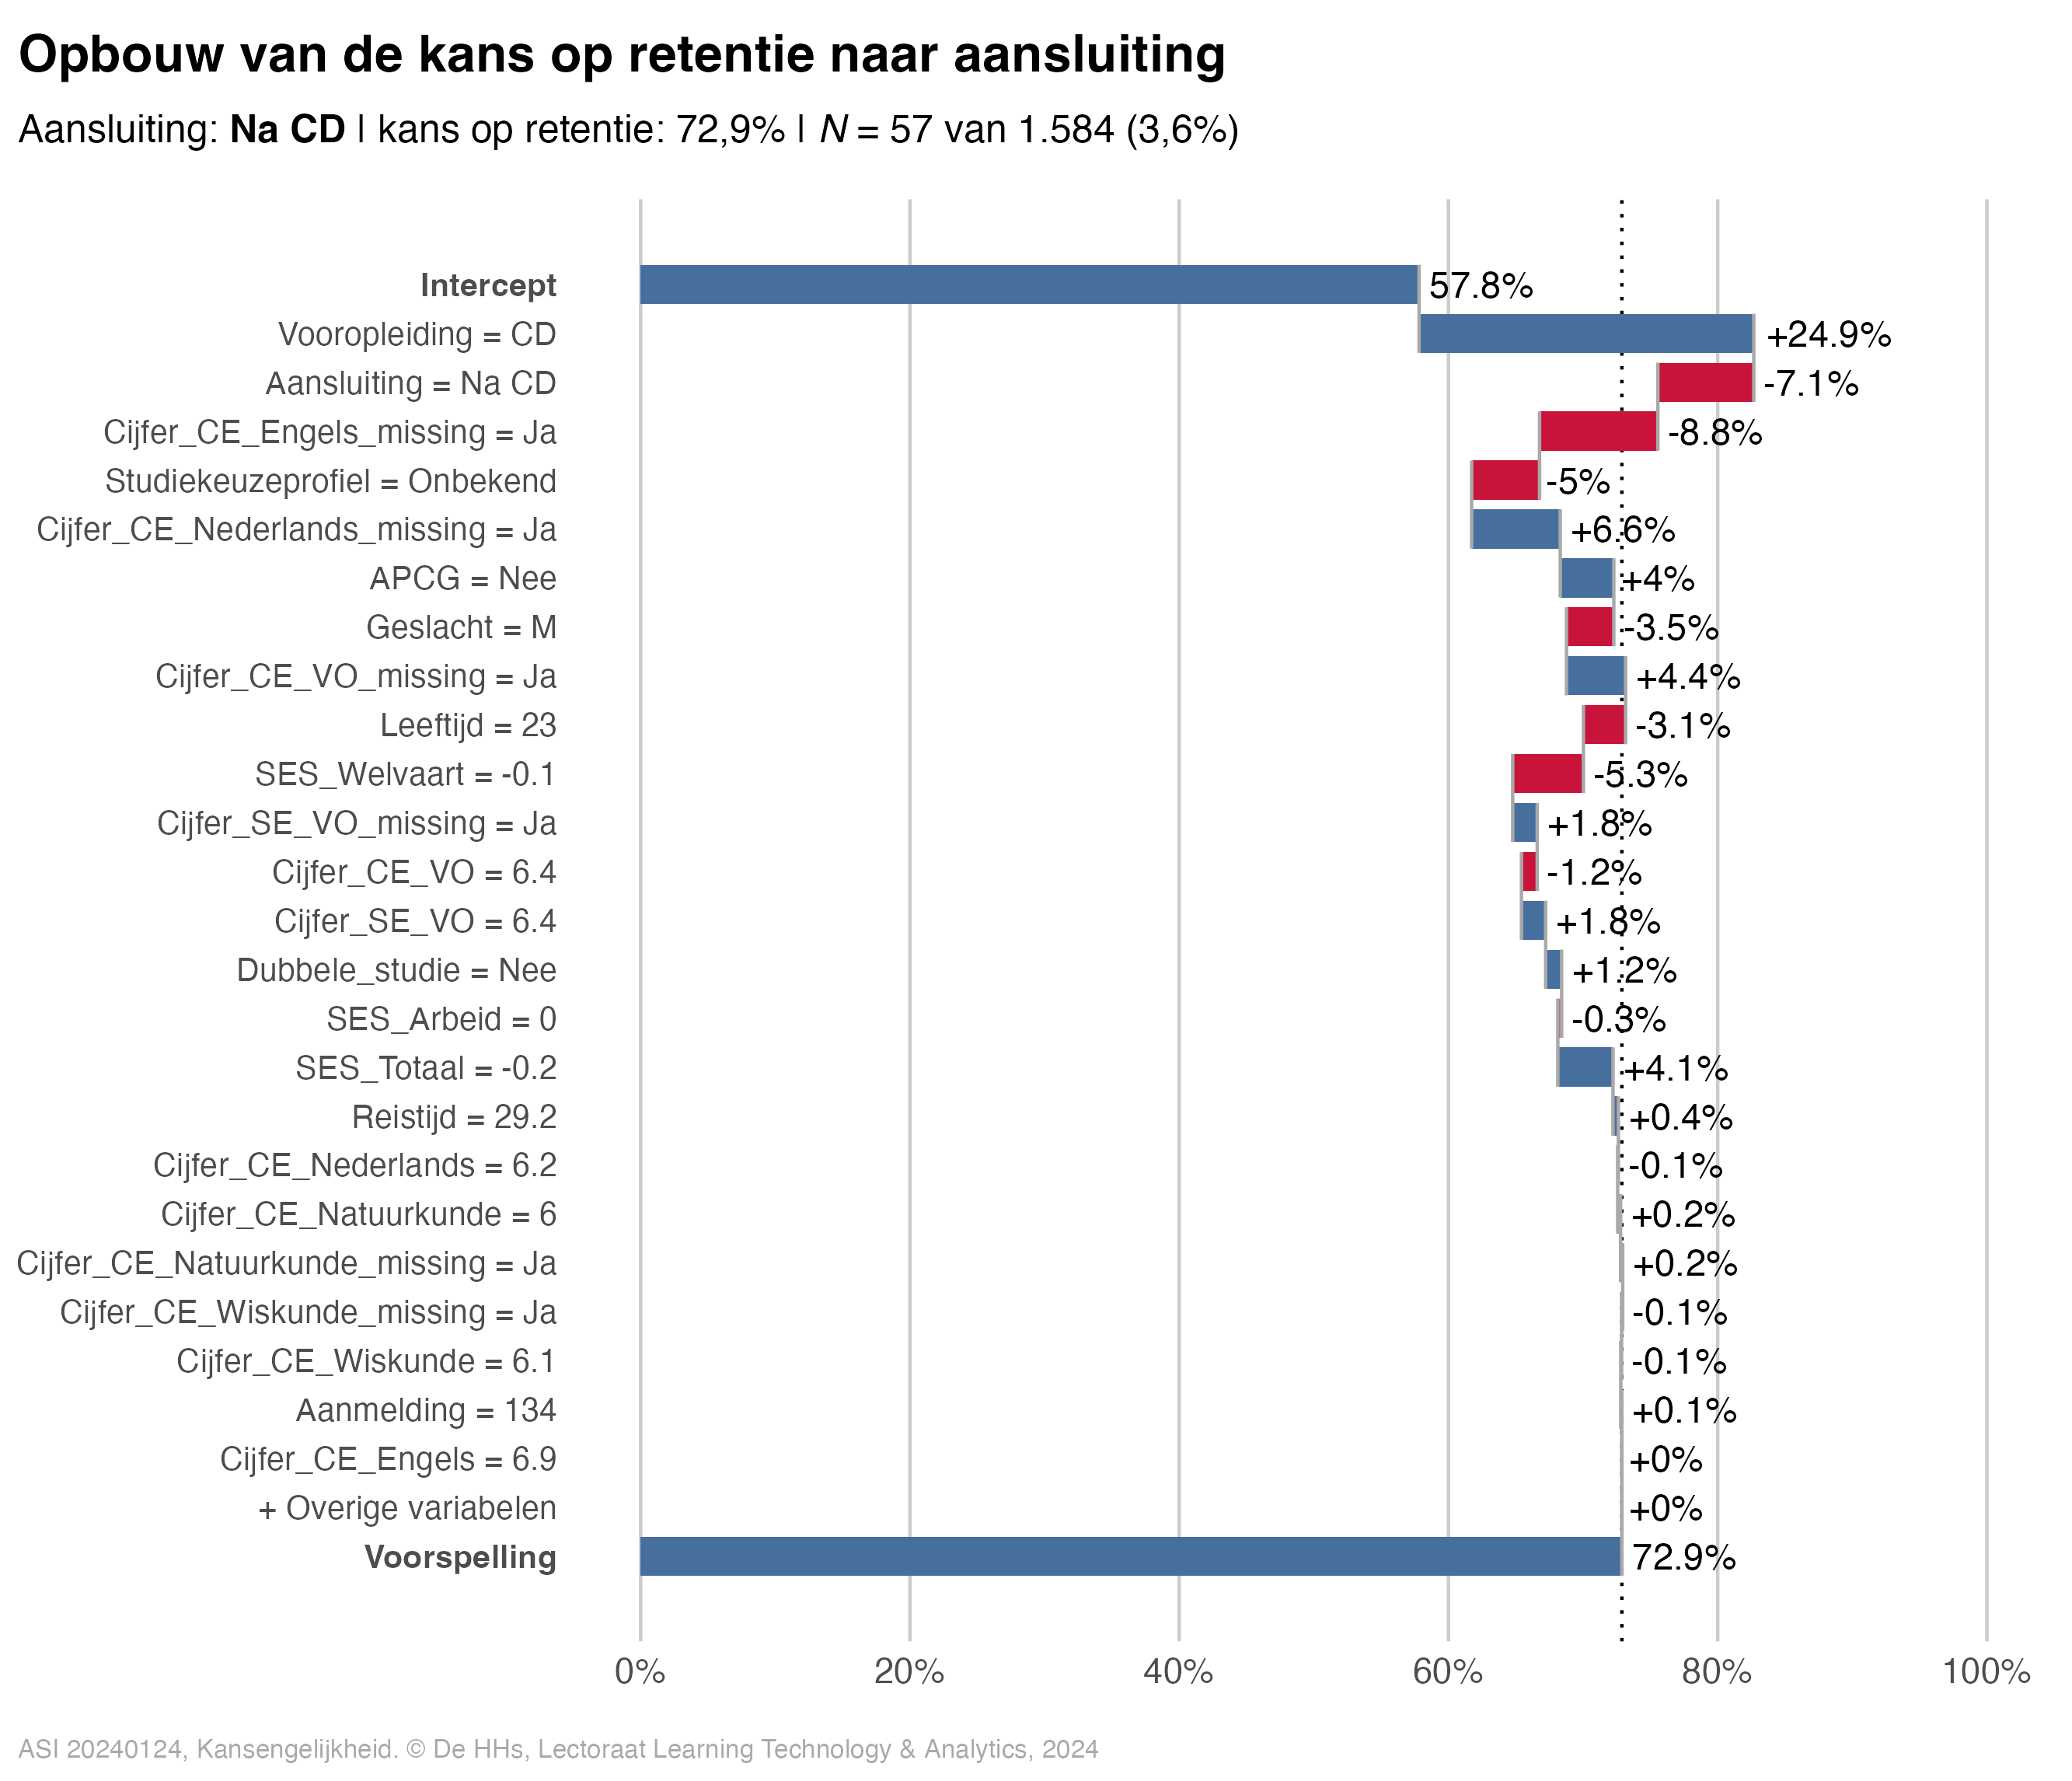 Opbouw van de kans op retentie naar aansluiting
Aansluiting: Na CD | kans op retentie: 72,9% | N = 57 van 1.584 (3,6%)
Intercept 57.8%
Vooropleiding = CD +24.9%
Aansluiting = Na CD -7.1%
Cijfer_CE_Engels_missing = Ja -8.8%
Studiekeuzeprofiel = Onbekend -5%
Cijfer_CE_Nederlands_missing = Ja +6.6%
APCG = Nee +4%
Geslacht = M -3.5%
Cijfer_CE_VO_missing = Ja +4.4%
Leeftijd = 23 -3.1%
SES_Welvaart = -0.1 -5.3%
Cijfer_SE_VO_missing = Ja +1.8%
Cijfer_CE_VO = 6.4 -1.2%
Cijfer_SE_VO = 6.4 +1.8%
Dubbele_studie = Nee +1.2%
SES_Arbeid = 0 -0.3%
SES_Totaal = -0.2 +4.1%
Reistijd = 29.2 +0.4%
Cijfer_CE_Nederlands = 6.2 -0.1%
Cijfer_CE_Natuurkunde = 6 +0.2%
Cijfer_CE_Natuurkunde_missing = Ja +0.2%
Cijfer_CE_Wiskunde_missing = Ja -0.1%
Cijfer_CE_Wiskunde = 6.1 -0.1%
Aanmelding = 134 +0.1%
Cijfer_CE_Engels = 6.9 +0%
+ Overige variabelen +0%
Voorspelling 72.9%
0% 20% 40% 60% 80% 100%
ASI 20240124, Kansengelijkheid. © De HHs, Lectoraat Learning Technology & Analytics, 2024